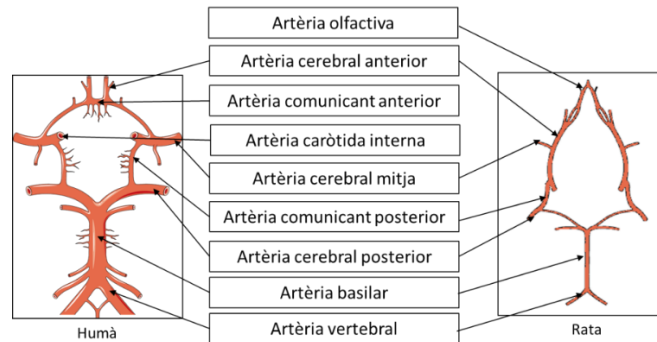 Artèria olfactiva
Artèria cerebral anterior
Artèria comunicant anterior
Artèria caròtida interna
Artèria cerebral mitja
Artèria comunicant posterior
Artèria cerebral posterior
Artèria basilar
Artèria vertebral
Humà
Rata